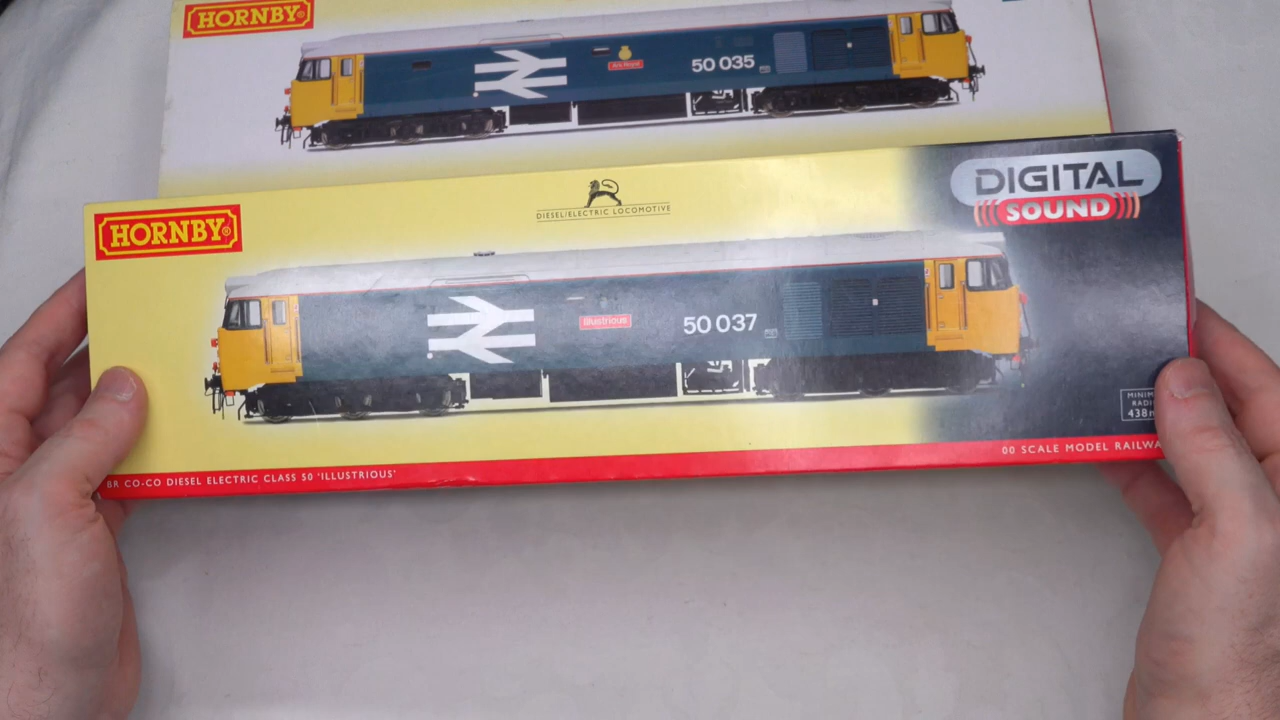 HORNBY®
Ark Royal
50 035
HORNBY®
DIESEL/ELECTRIC LOCOMOTIVE
DIGITAL
SOUND
Illustrious
50 037
438
BR CO-CO DIESEL ELECTRIC CLASS 50 'ILLUSTRIOUS'
00 SCALE MODEL